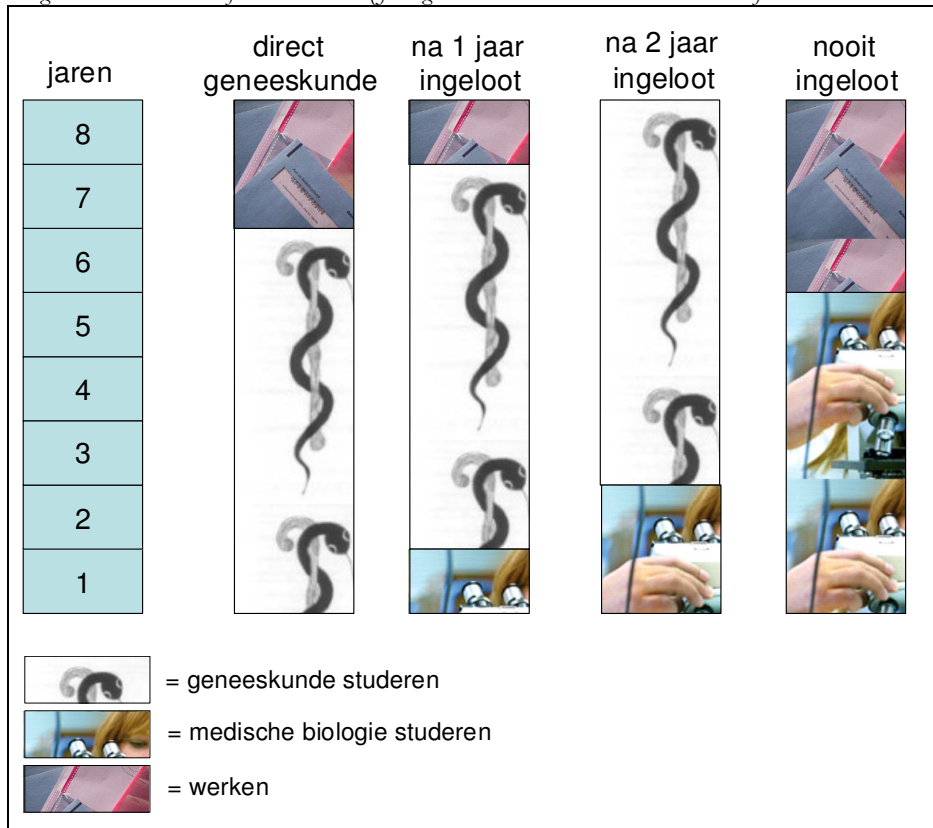 direct
geneeskunde
na 1 jaar
ingeloot
na 2 jaar
ingeloot
nooit
ingeloot
jaren
8
7
6
5
4
3
2
1
= geneeskunde studeren
= medische biologie studeren
= werken